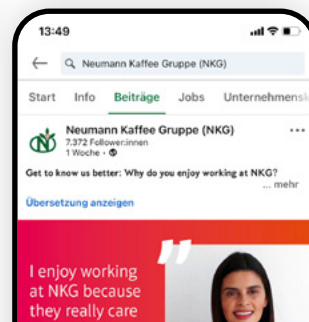 13:49
Neumann Kaffee Gruppe (NKG)
Start Info Beiträge Jobs Unternehmensk
Neumann Kaffee Gruppe (NKG)
7.372 Follower:innen
1 Woche •
Get to know us better: Why do you enjoy working at NKG?
... mehr
Übersetzung anzeigen
I enjoy working
at NKG because
they really care